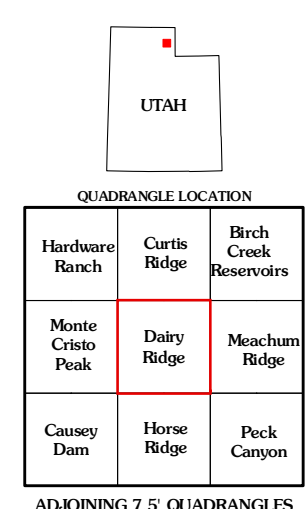 UTAH
QUADRANGLE LOCATION
Hardware Ranch
Curtis Ridge
Birch Creek Reservoirs
Monte Cristo Peak
Dairy Ridge
Meachum Ridge
Causey Dam
Horse Ridge
Peck Canyon
ADJOINING 7.5' QUADRANGLES